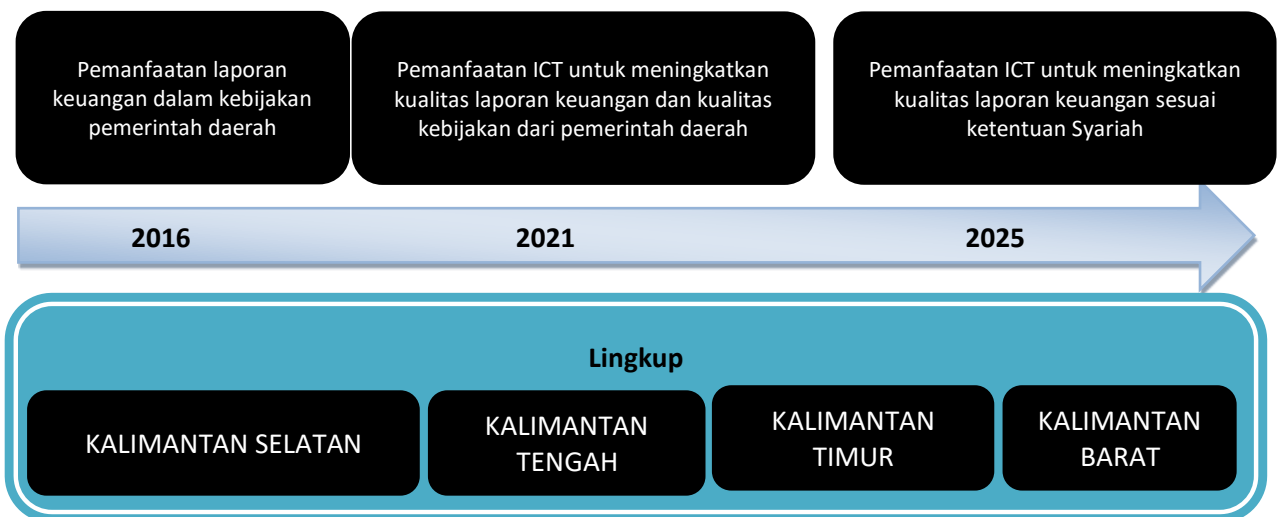 Pemanfaatan laporan
keuangan dalam kebijakan
pemerintah daerah
Pemanfaatan ICT untuk meningkatkan
kualitas laporan keuangan dan kualitas
kebijakan dari pemerintah daerah
Pemanfaatan ICT untuk meningkatkan
kualitas laporan keuangan sesuai
ketentuan Syariah
2016
2021
2025
Lingkup
KALIMANTAN SELATAN
KALIMANTAN
TENGAH
KALIMANTAN
TIMUR
KALIMANTAN
BARAT